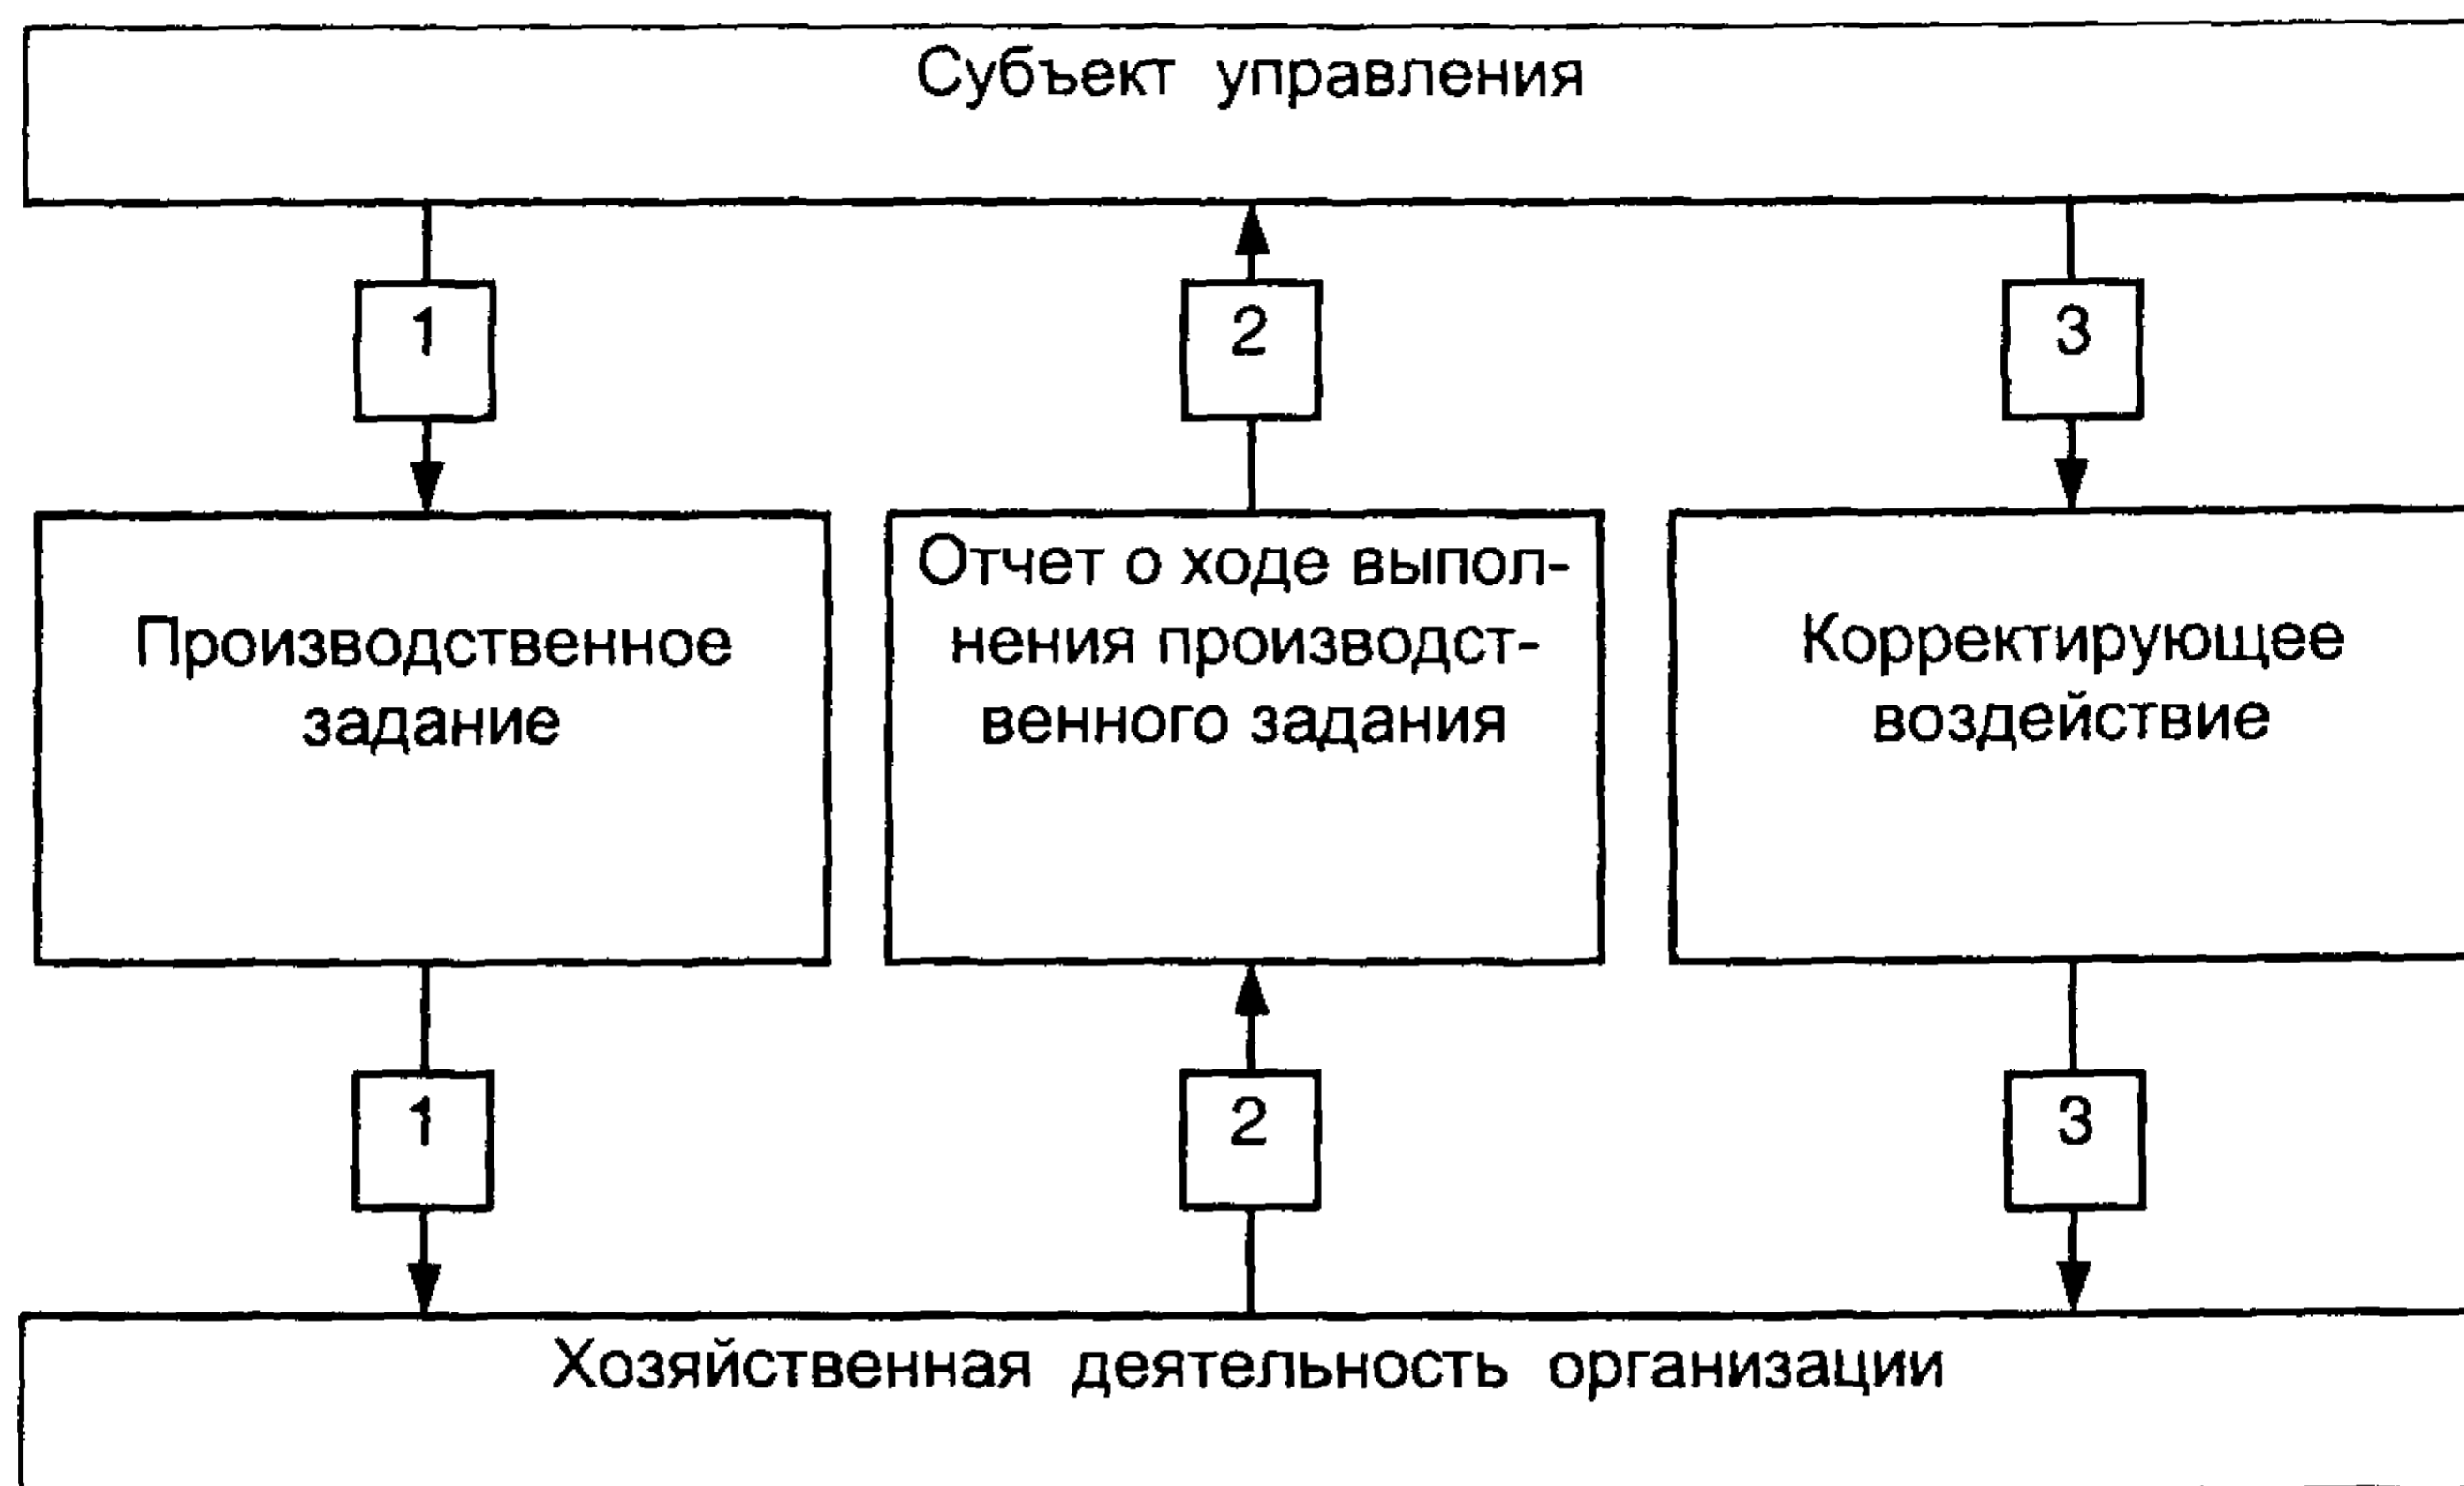 Субъект управления
1
2
3
Производственное
задание
Отчет о ходе выпол-
нения производст-
венного задания
Корректирующее
воздействие
1
2
3
Хозяйственная деятельность организации